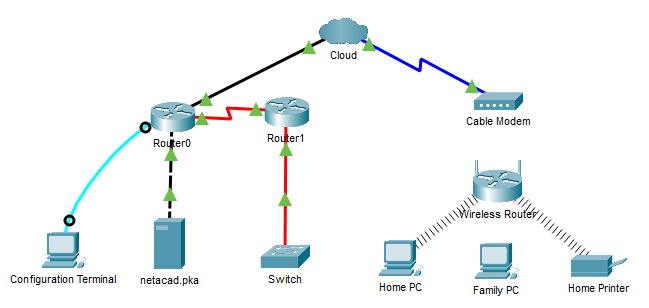 Cloud
Cable Modem
Router0
Router1
Wireless Router
Configuration Terminal
netacad.pka
Switch
Home PC
Family PC
Home Printer